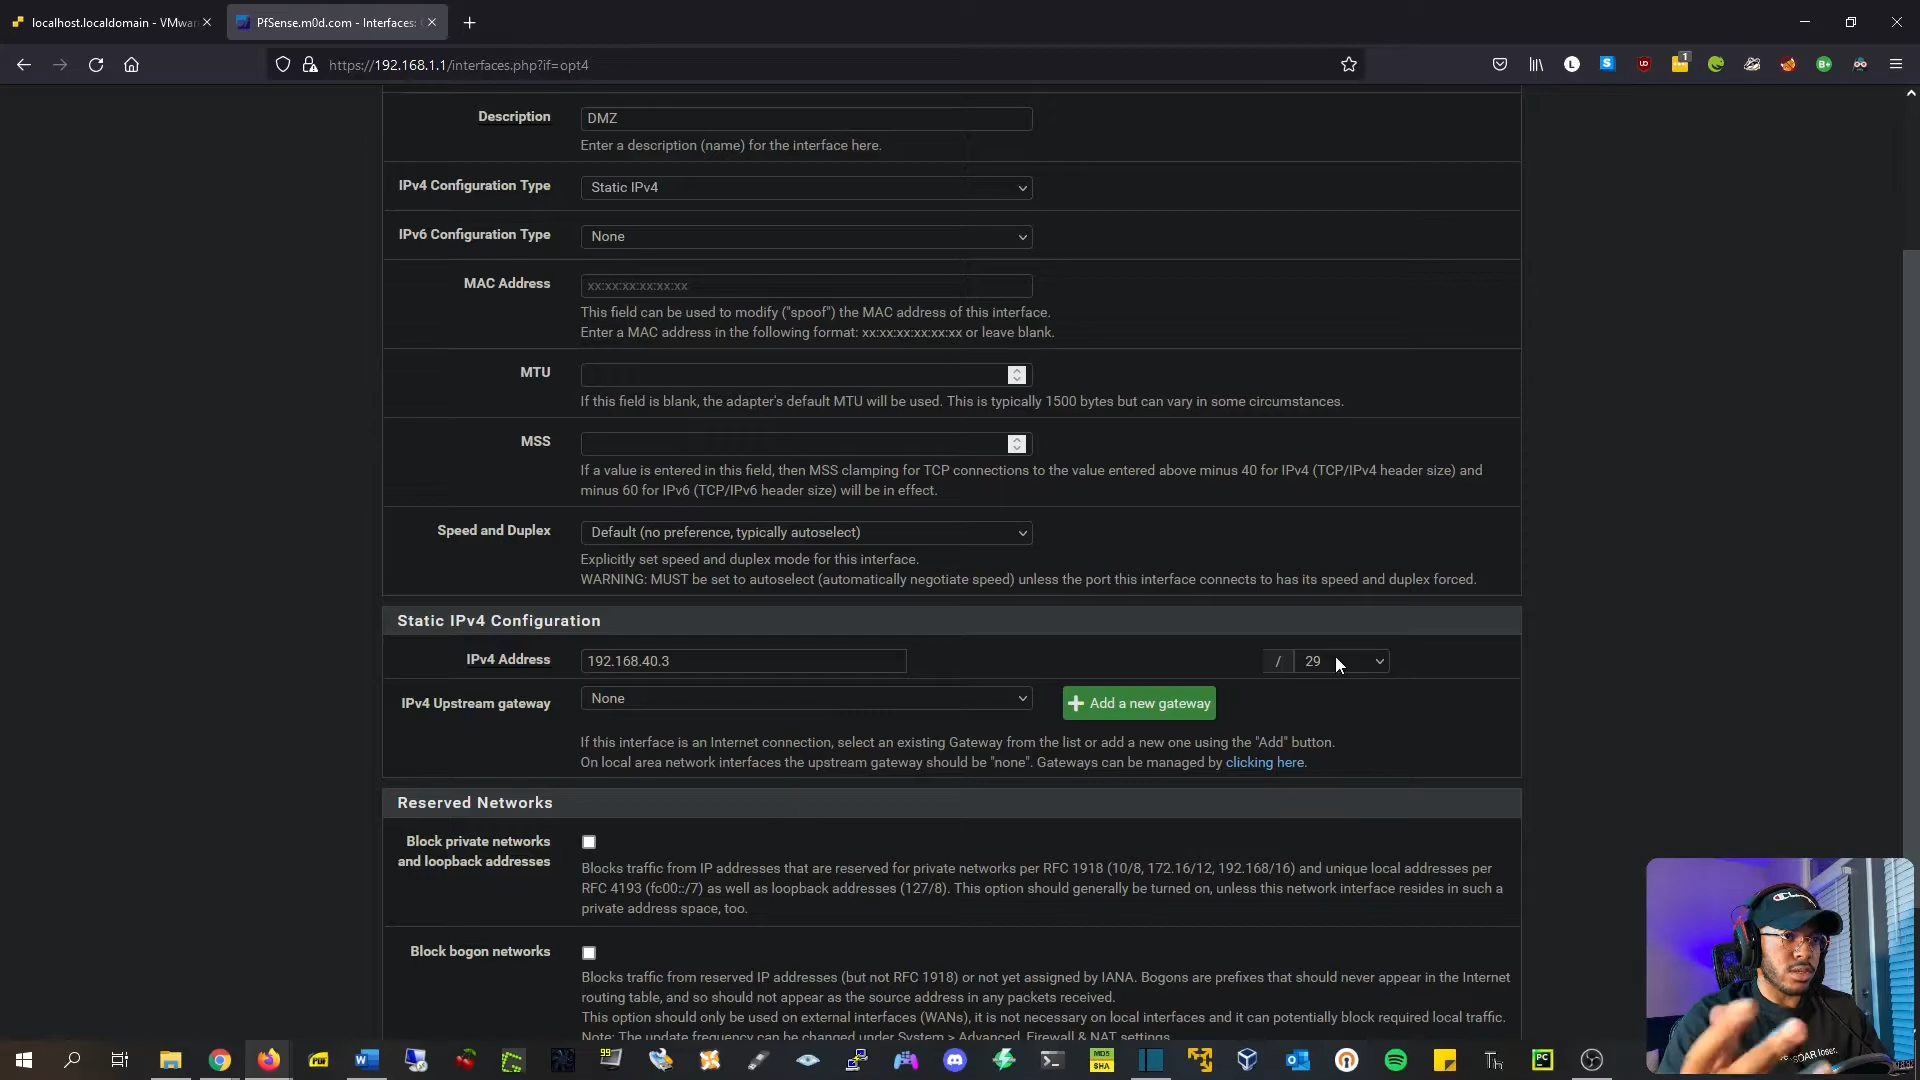 localhost.localdomain - VMwar
PfSense.m0d.com - Interfaces:
https://192.168.1.1/interfaces.php?if=opt4
1
Description
DMZ
Enter a description (name) for the interface here.
IPv4 Configuration Type
Static IPv4
IPv6 Configuration Type
None
MAC Address
xx:xx:xx:xx:xx:xx
This field can be used to modify ("spoof") the MAC address of this interface.
Enter a MAC address in the following format: xx:xx:xx:xx:xx:xx or leave blank.
MTU
If this field is blank, the adapter's default MTU will be used. This is typically 1500 bytes but can vary in some circumstances.
MSS
If a value is entered in this field, then MSS clamping for TCP connections to the value entered above minus 40 for IPv4 (TCP/IPv4 header size) and
minus 60 for IPv6 (TCP/IPv6 header size) will be in effect.
Speed and Duplex
Default (no preference, typically autoselect)
Explicitly set speed and duplex mode for this interface.
WARNING: MUST be set to autoselect (automatically negotiate speed) unless the port this interface connects to has its speed and duplex forced.
Static IPv4 Configuration
IPv4 Address
192.168.40.3
/ 29
IPv4 Upstream gateway
None
Add a new gateway
If this interface is an Internet connection, select an existing Gateway from the list or add a new one using the "Add" button.
On local area network interfaces the upstream gateway should be "none". Gateways can be managed by clicking here.
Reserved Networks
Block private networks
and loopback addresses
Blocks traffic from IP addresses that are reserved for private networks per RFC 1918 (10/8, 172.16/12, 192.168/16) and unique local addresses per
RFC 4193 (fc00::/7) as well as loopback addresses (127/8). This option should generally be turned on, unless this network interface resides in such a
private address space, too.
Block bogon networks
Blocks traffic from reserved IP addresses (but not RFC 1918) or not yet assigned by IANA. Bogons are prefixes that should never appear in the Internet
routing table, and so should not appear as the source address in any packets received.
This option should only be used on external interfaces (WANs), it is not necessary on local interfaces and it can potentially block required local traffic.
Note: The update frequency can be changed under System > Advanced, Firewall & NAT settings.